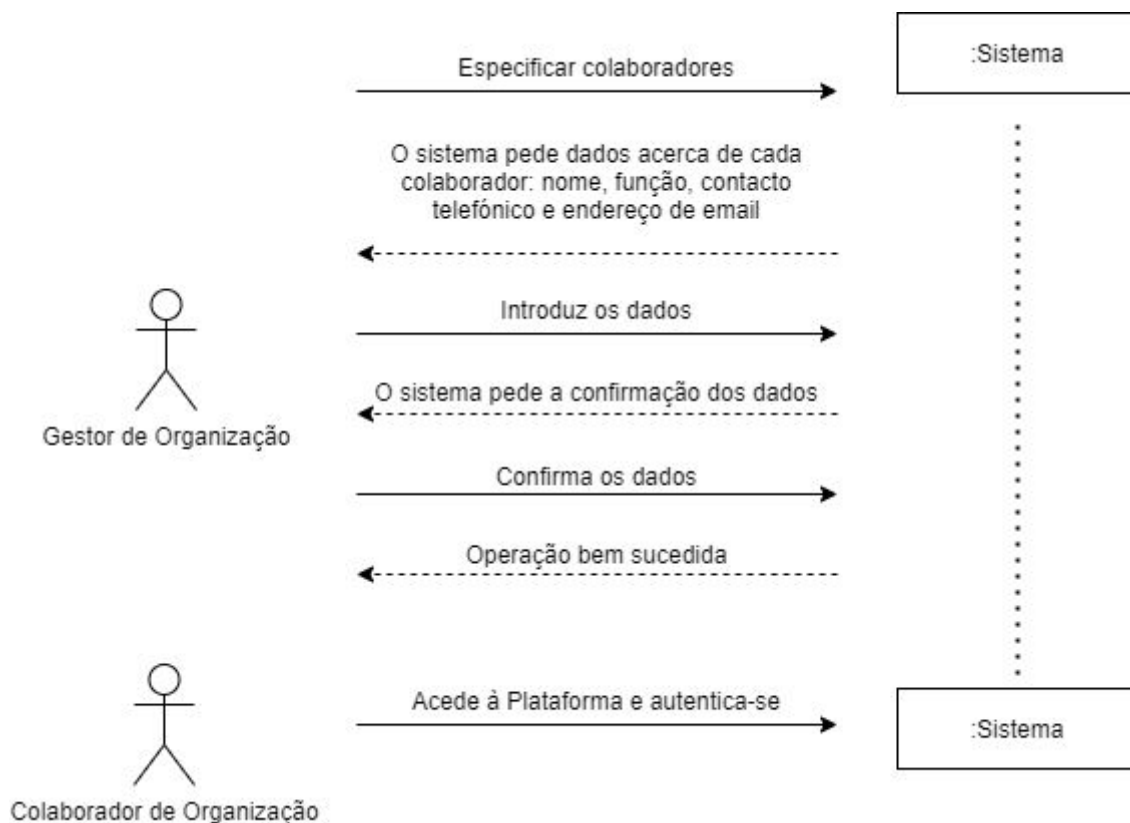 :Sistema
Especificar colaboradores
O sistema pede dados acerca de cada
colaborador: nome, função, contacto
telefónico e endereço de email
Introduz os dados
O sistema pede a confirmação dos dados
Gestor de Organização
Confirma os dados
Operação bem sucedida
Acede à Plataforma e autentica-se
:Sistema
Colaborador de Organização